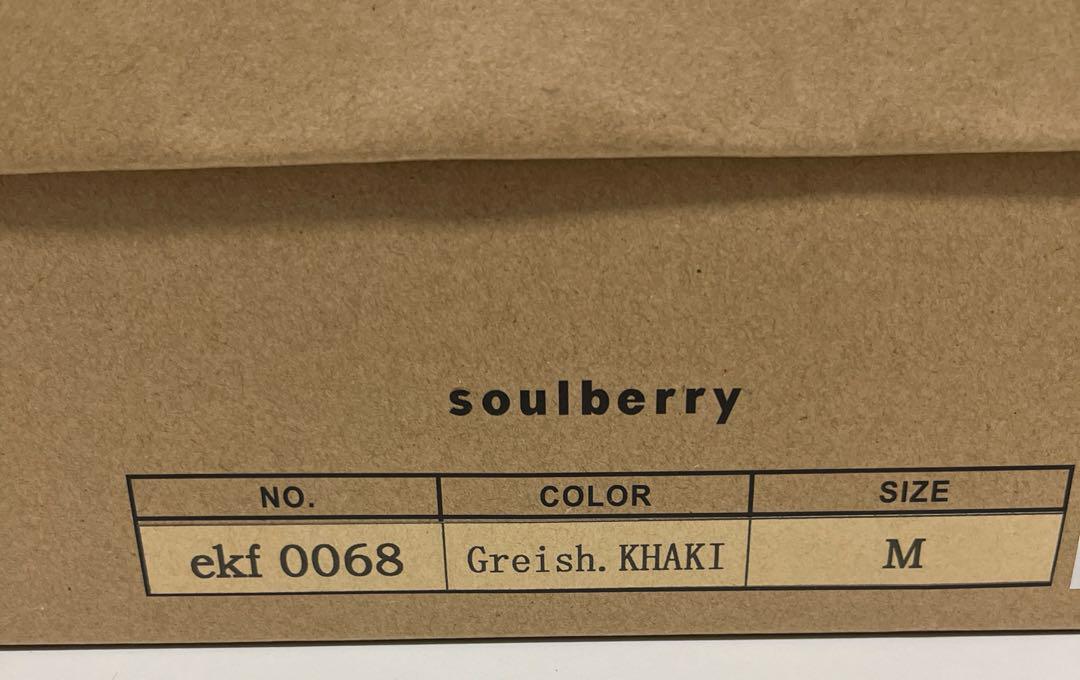 soulberry
NO. COLOR SIZE
ekf 0068 Greish. KHAKI M